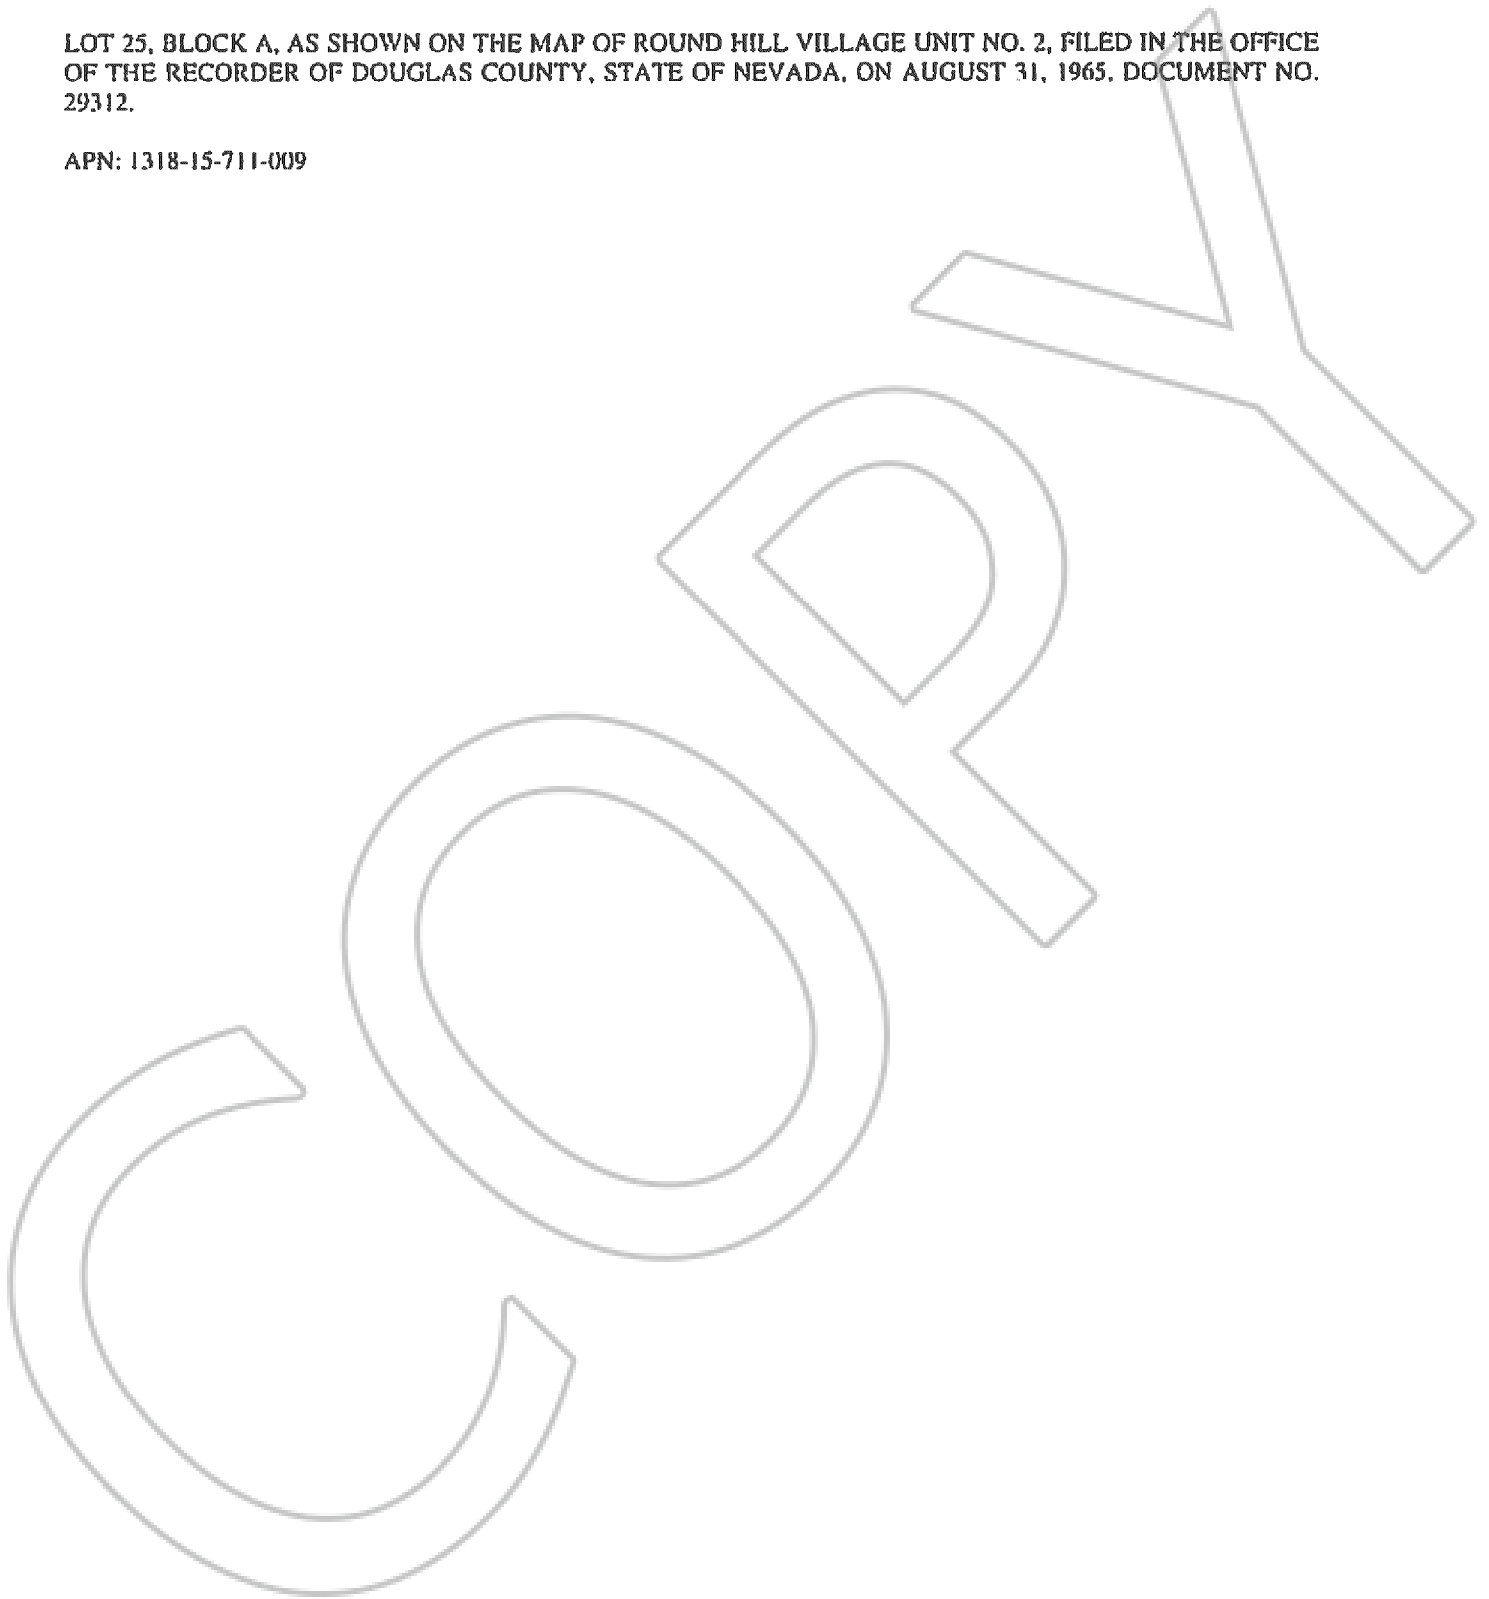 LOT 25, BLOCK A, AS SHOWN ON THE MAP OF ROUND HILL VILLAGE UNIT NO. 2, FILED IN THE OFFICE
OF THE RECORDER OF DOUGLAS COUNTY, STATE OF NEVADA, ON AUGUST 31, 1965, DOCUMENT NO.
29312.
APN: 1318-15-711-009
COPY